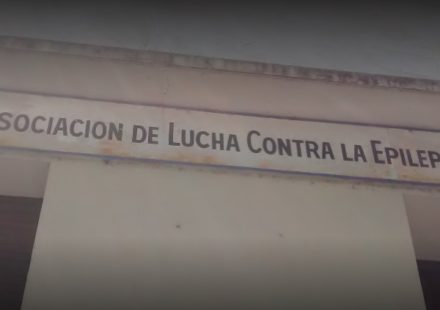 SOCIACION DE LUCHA CONTRA LA EPILEP